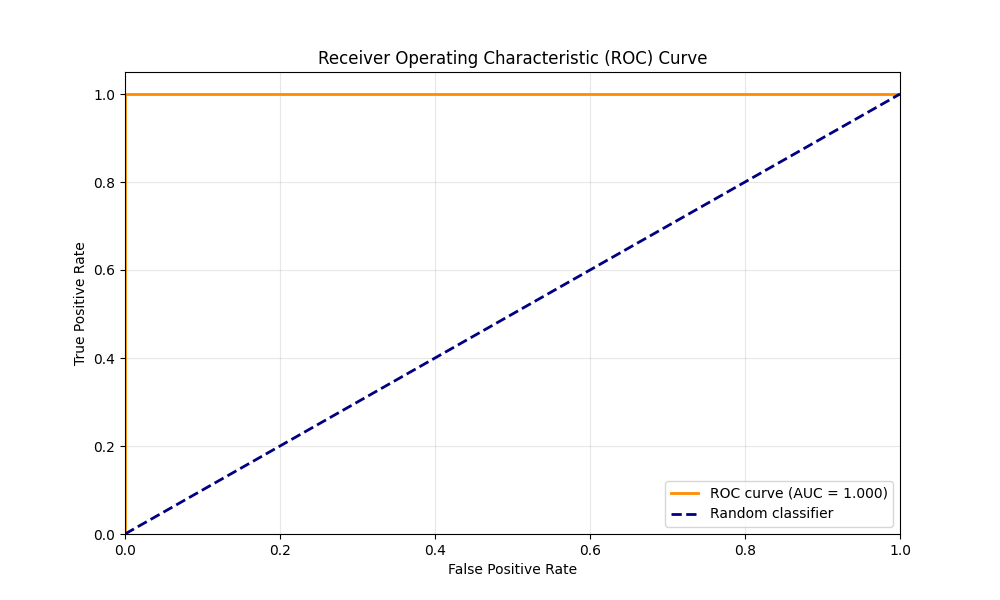 Receiver Operating Characteristic (ROC) Curve
1.0
0.8
0.6
0.4
0.2
0.0
True Positive Rate
0.0 0.2 0.4 0.6 0.8 1.0
False Positive Rate
ROC curve (AUC = 1.000)
Random classifier